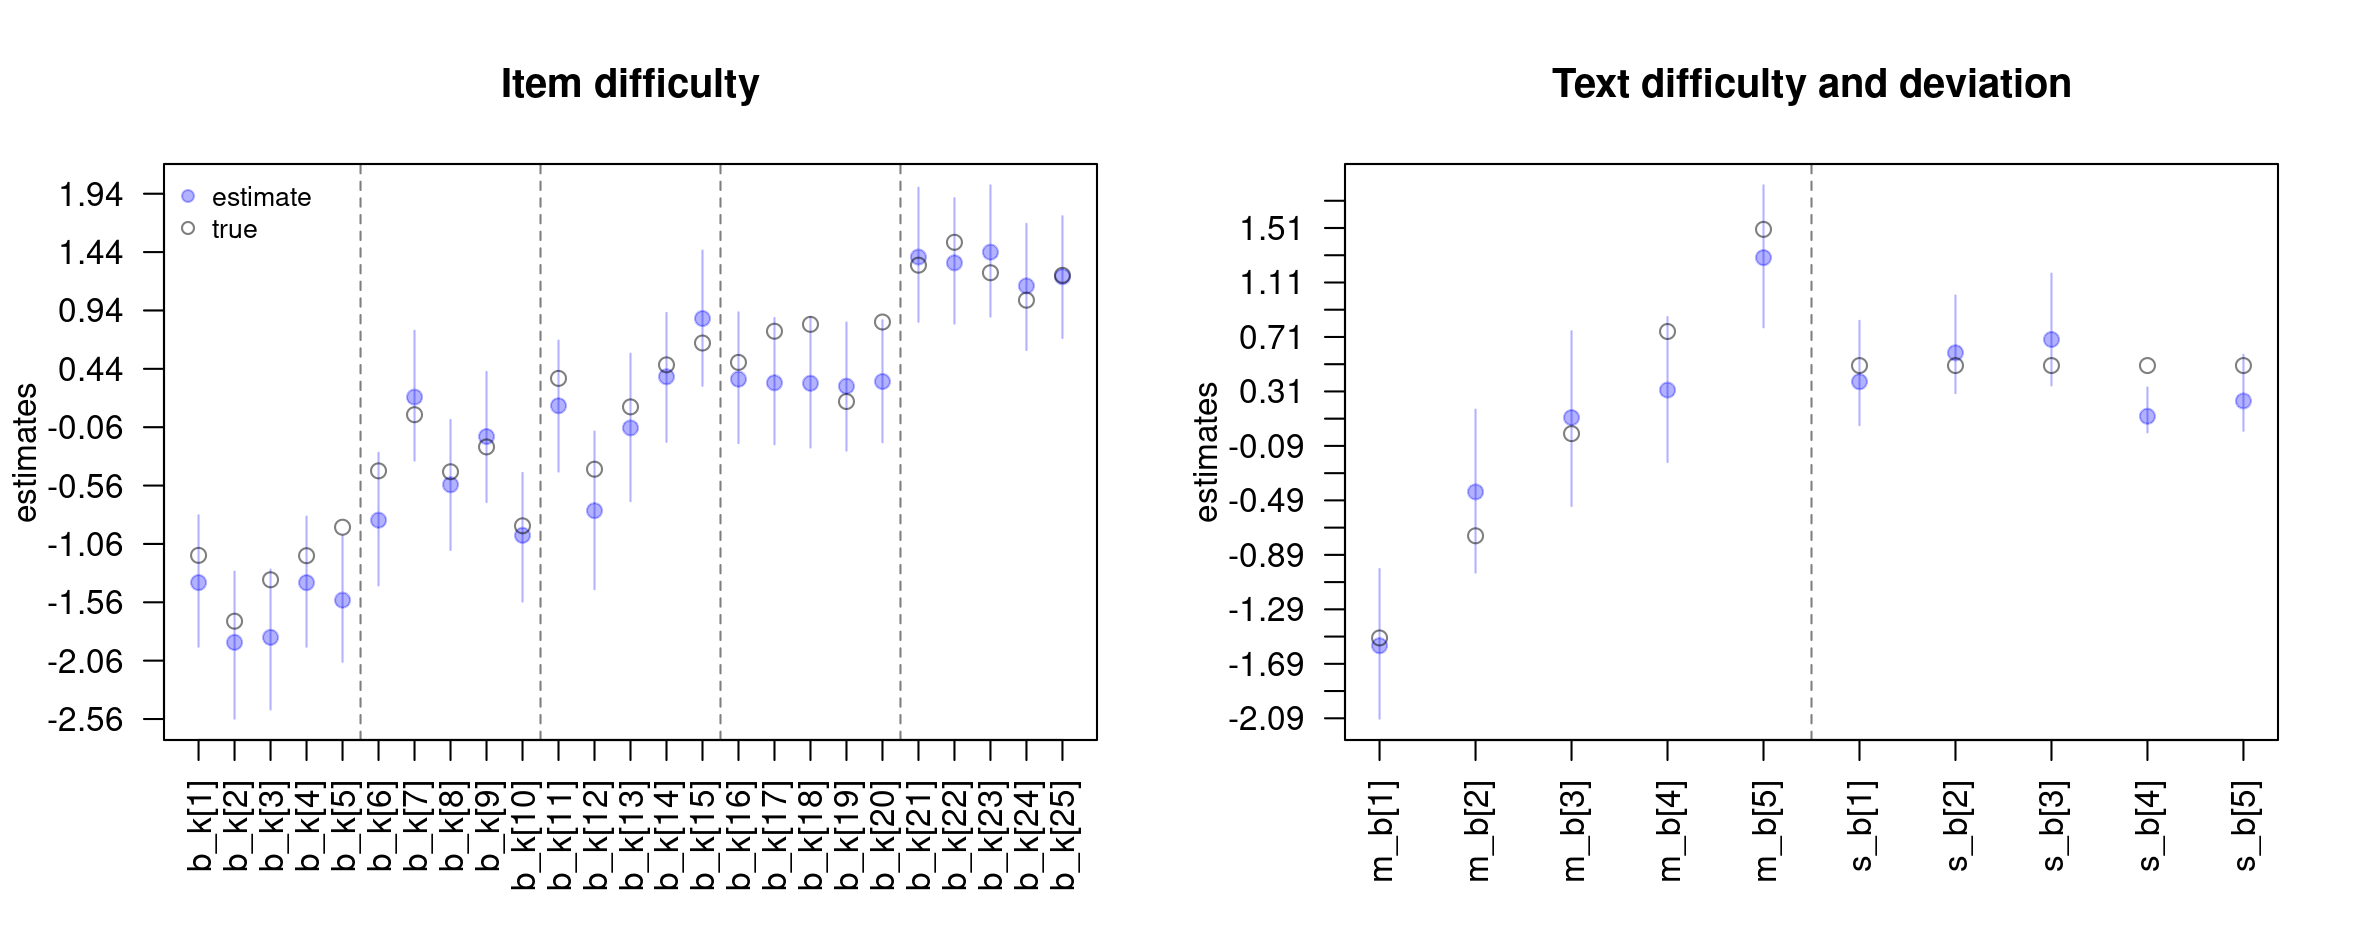 Item difficulty
estimate
true
1.94
1.44
0.94
0.44
-0.06
-0.56
-1.06
-1.56
-2.06
-2.56
estimates
b_k[1]
b_k[2]
b_k[3]
b_k[4]
b_k[5]
b_k[6]
b_k[7]
b_k[8]
b_k[9]
b_k[10]
b_k[11]
b_k[12]
b_k[13]
b_k[14]
b_k[15]
b_k[16]
b_k[17]
b_k[18]
b_k[19]
b_k[20]
b_k[21]
b_k[22]
b_k[23]
b_k[24]
b_k[25]
Text difficulty and deviation
1.51
1.11
0.71
0.31
-0.09
-0.49
-0.89
-1.29
-1.69
-2.09
estimates
m_b[1]
m_b[2]
m_b[3]
m_b[4]
m_b[5]
s_b[1]
s_b[2]
s_b[3]
s_b[4]
s_b[5]